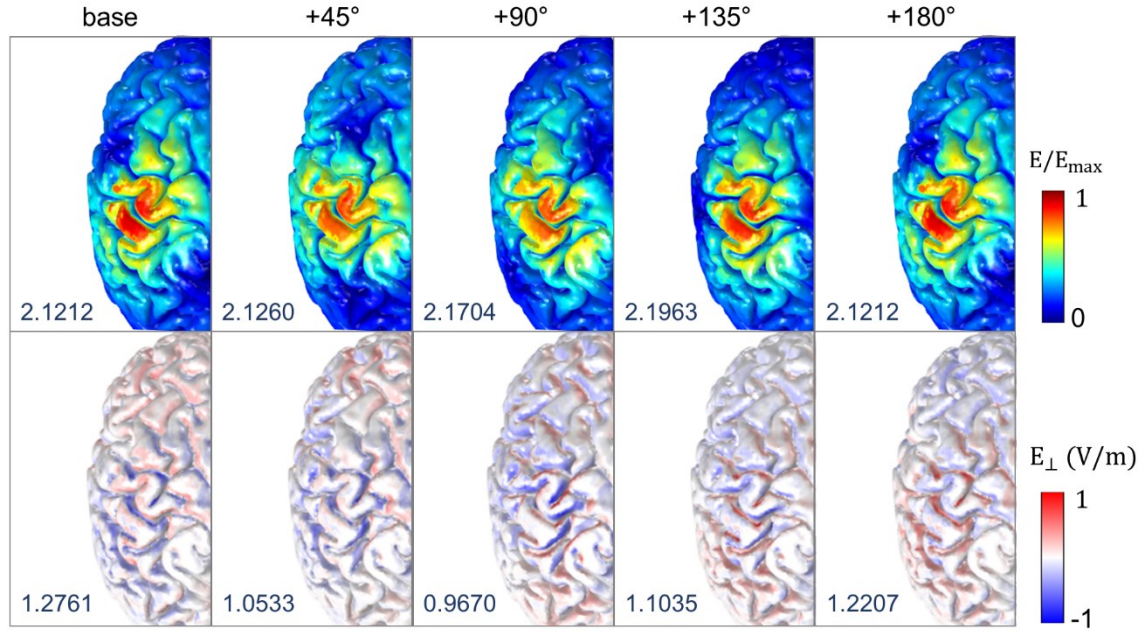 base +45° +90° +135° +180°
E/Emax
1
0
2.1212 2.1260 2.1704 2.1963 2.1212
E⊥ (V/m)
1
-1
1.2761 1.0533 0.9670 1.1035 1.2207